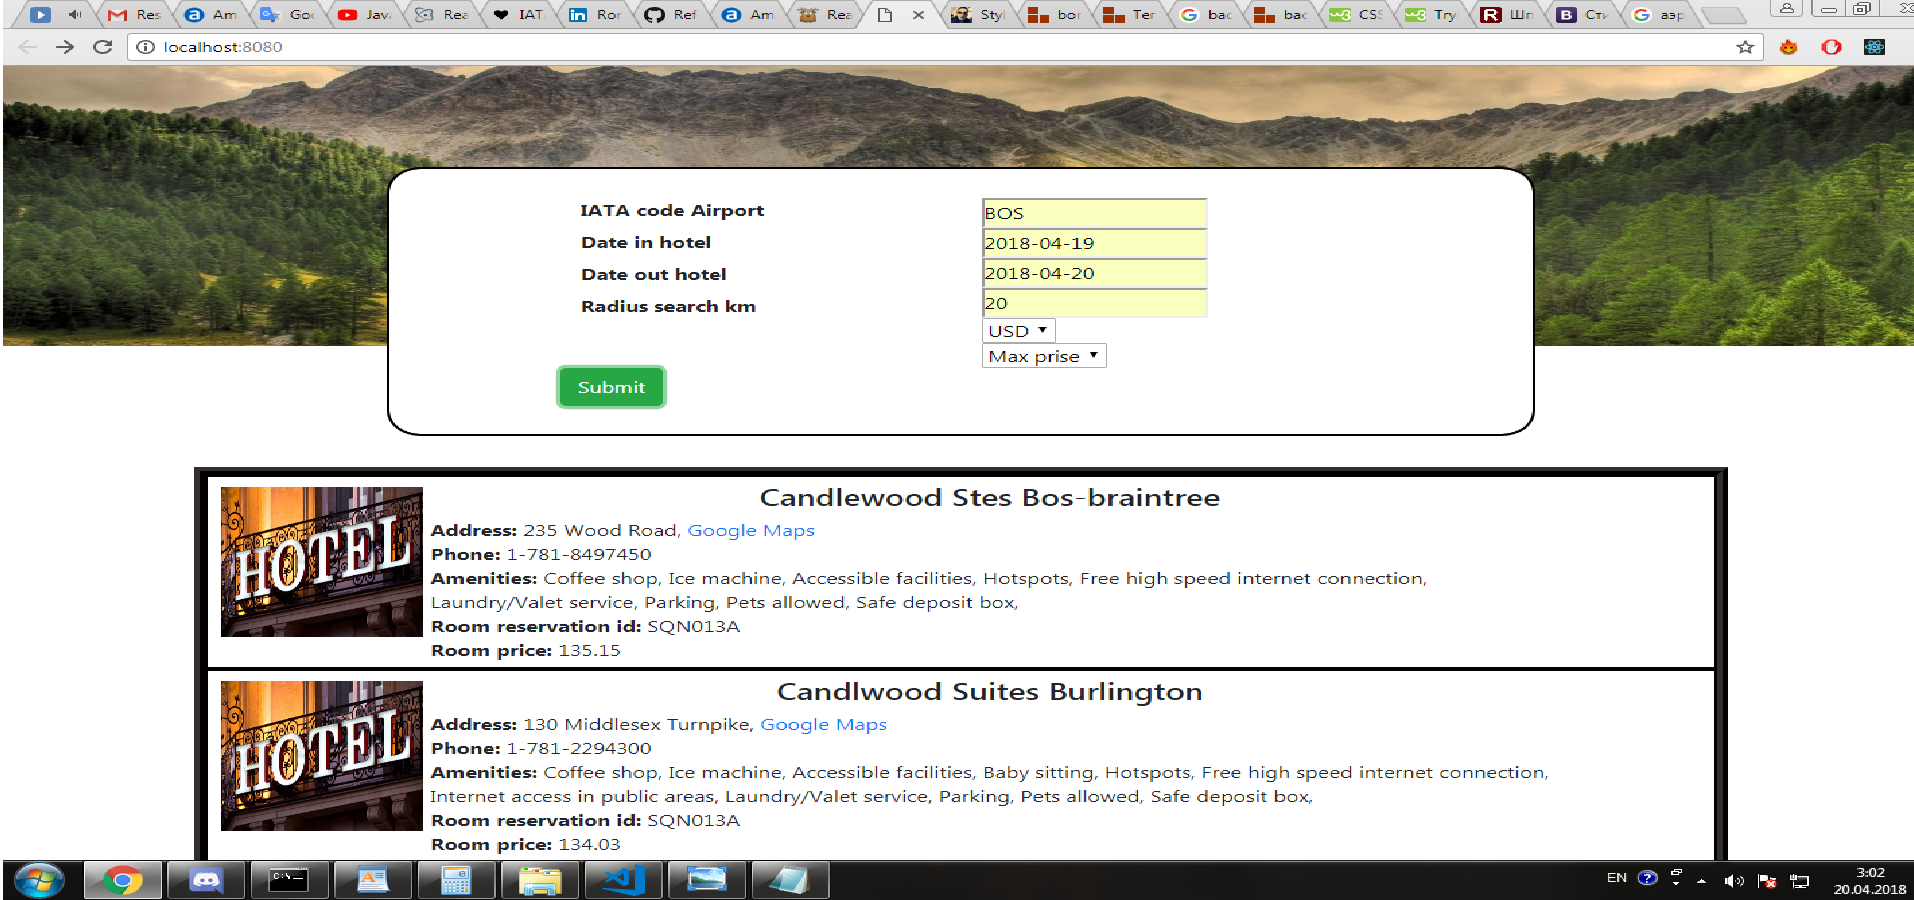 Res
Am
Goo
Java
Rea
IAT
Ror
Ref
Am
Rea
Styl
bor
Ter
bac
bac
CSS
Try
Шп
Сти
аэр
localhost:8080
IATA code Airport
BOS
Date in hotel
2018-04-19
Date out hotel
2018-04-20
Radius search km
20
USD
Max prise
Submit
HOTEL
Candlewood Stes Bos-braintree
Address: 235 Wood Road, Google Maps
Phone: 1-781-8497450
Amenities: Coffee shop, Ice machine, Accessible facilities, Hotspots, Free high speed internet connection,
Laundry/Valet service, Parking, Pets allowed, Safe deposit box,
Room reservation id: SQN013A
Room price: 135.15
HOTEL
Candlwood Suites Burlington
Address: 130 Middlesex Turnpike, Google Maps
Phone: 1-781-2294300
Amenities: Coffee shop, Ice machine, Accessible facilities, Baby sitting, Hotspots, Free high speed internet connection,
Internet access in public areas, Laundry/Valet service, Parking, Pets allowed, Safe deposit box,
Room reservation id: SQN013A
Room price: 134.03
EN
3:02
20.04.2018